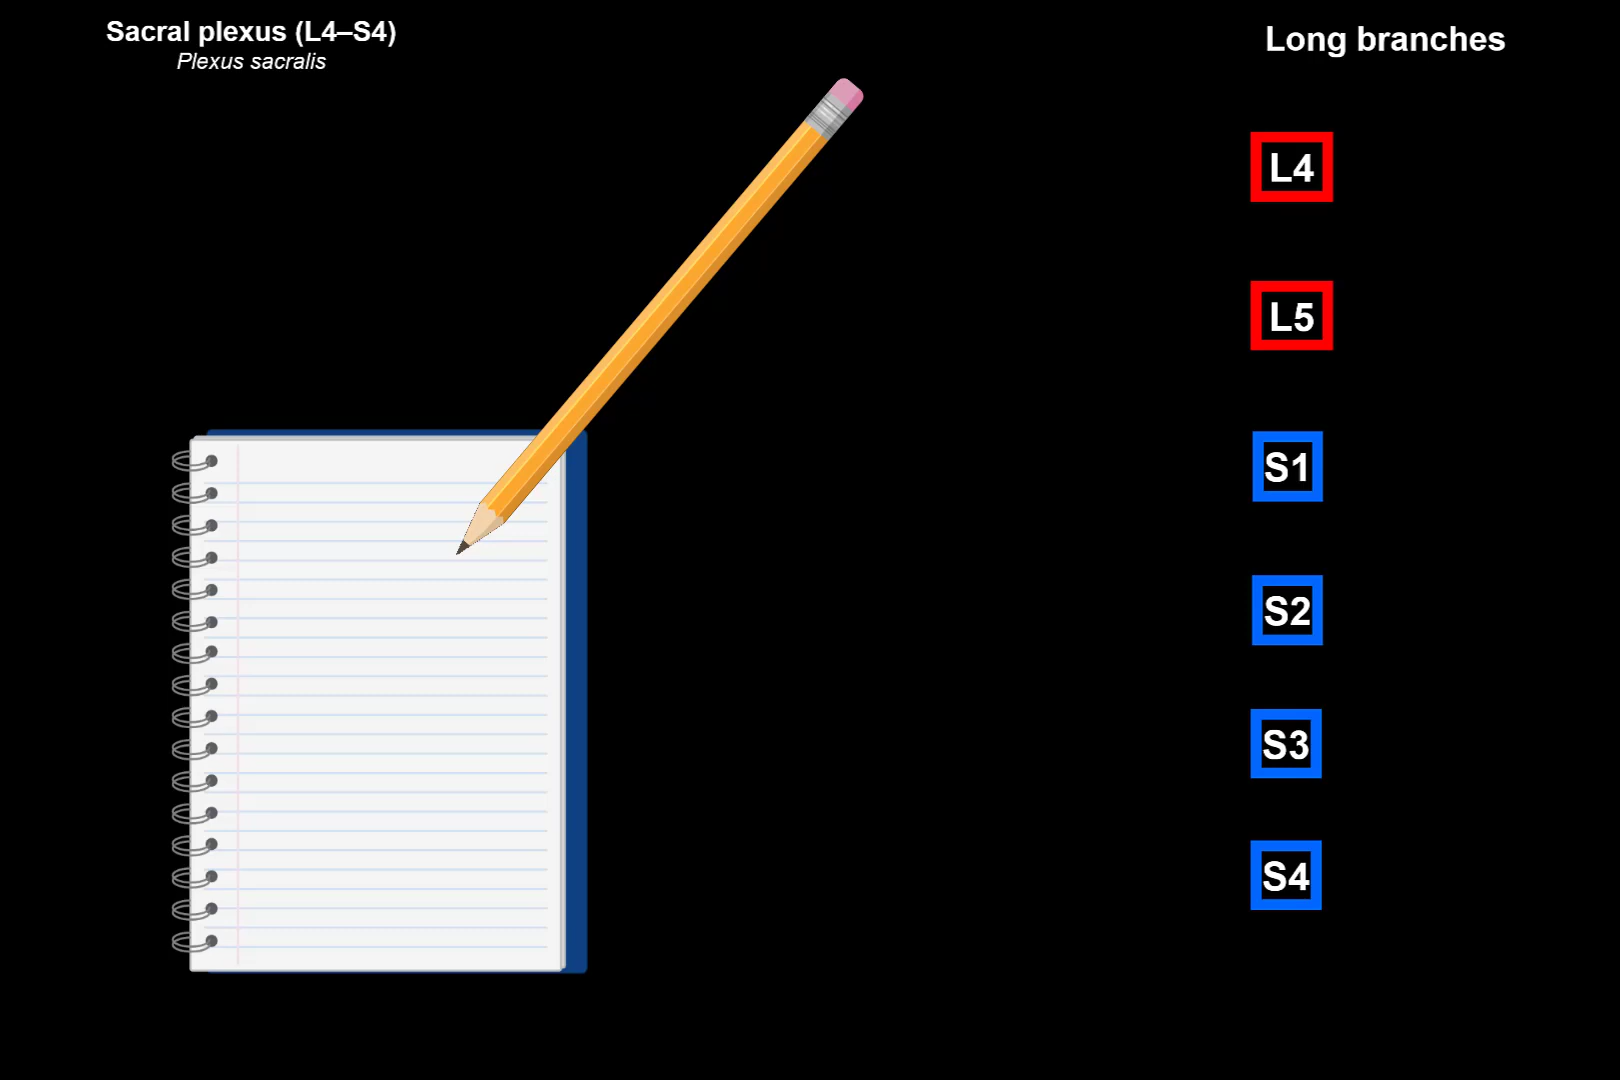 Sacral plexus (L4–S4)
Plexus sacralis
Long branches
L4
L5
S1
S2
S3
S4